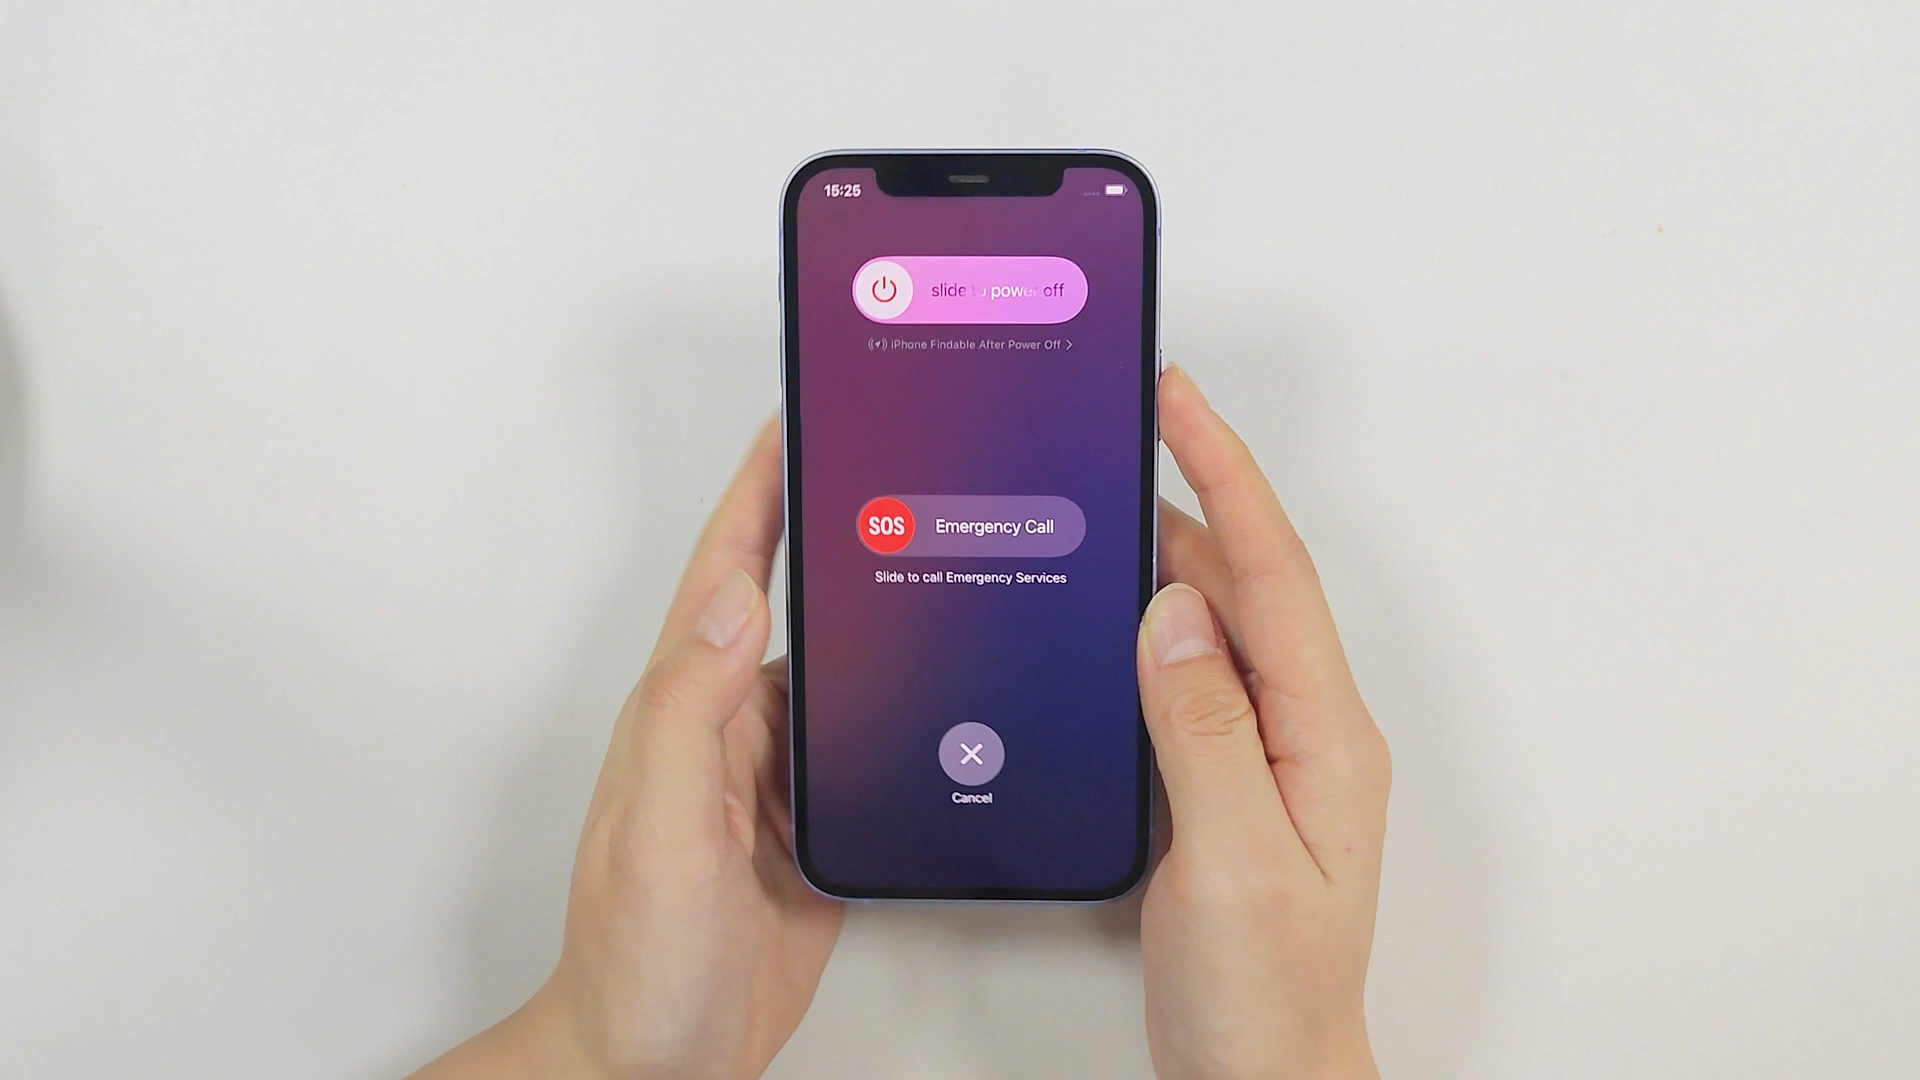 15:25
slide to power off
iPhone Findable After Power Off
SOS Emergency Call
Slide to call Emergency Services
Cancel